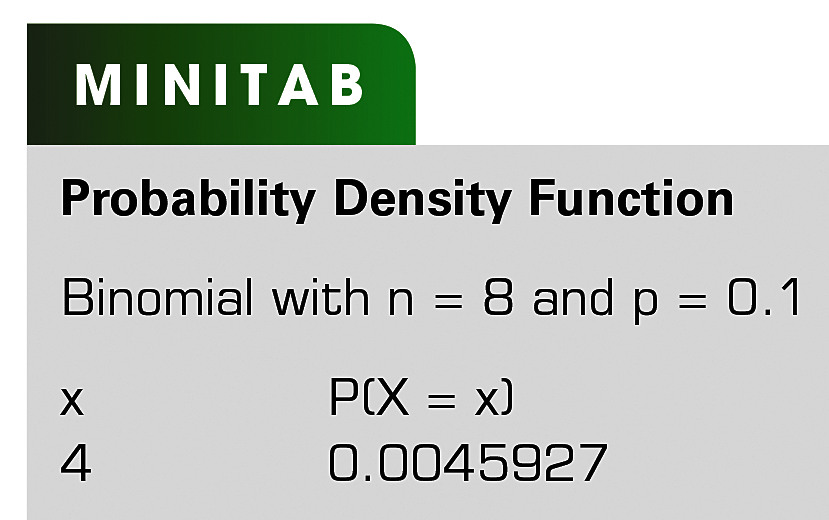 MINITAB
Probability Density Function
Binomial with n = 8 and p = 0.1
x P(X = x)
4 0.0045927